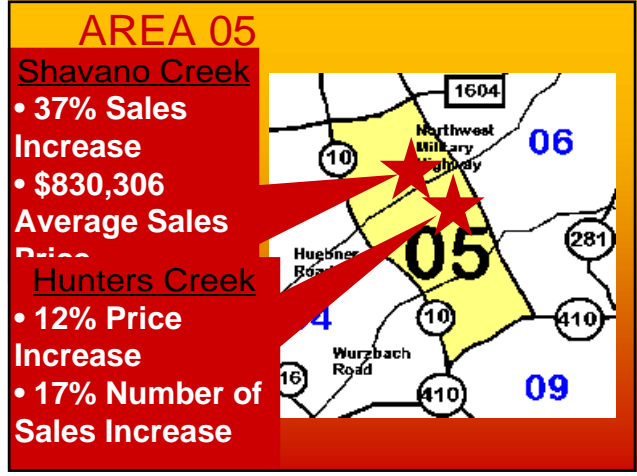 AREA 05
Shavano Creek
• 37% Sales
Increase
• $830,306
Average Sales
Price
Hunters Creek
• 12% Price
Increase
• 17% Number of
Sales Increase
1604
Northwest
Military
Highway
06
10
05
281
Huebner
Road
4
10
410
Wurzbach
Road
16
410
09